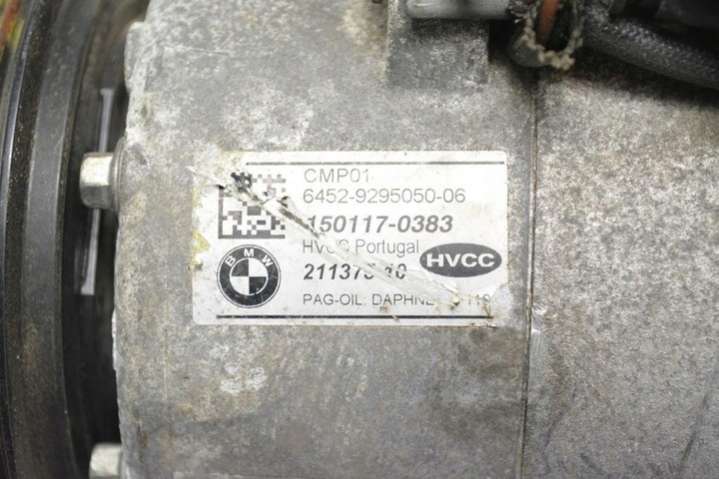 CMP01
6452-9295050-06
150117-0383
HVCC Portugal
BMW
HVCC
PAG-OIL: